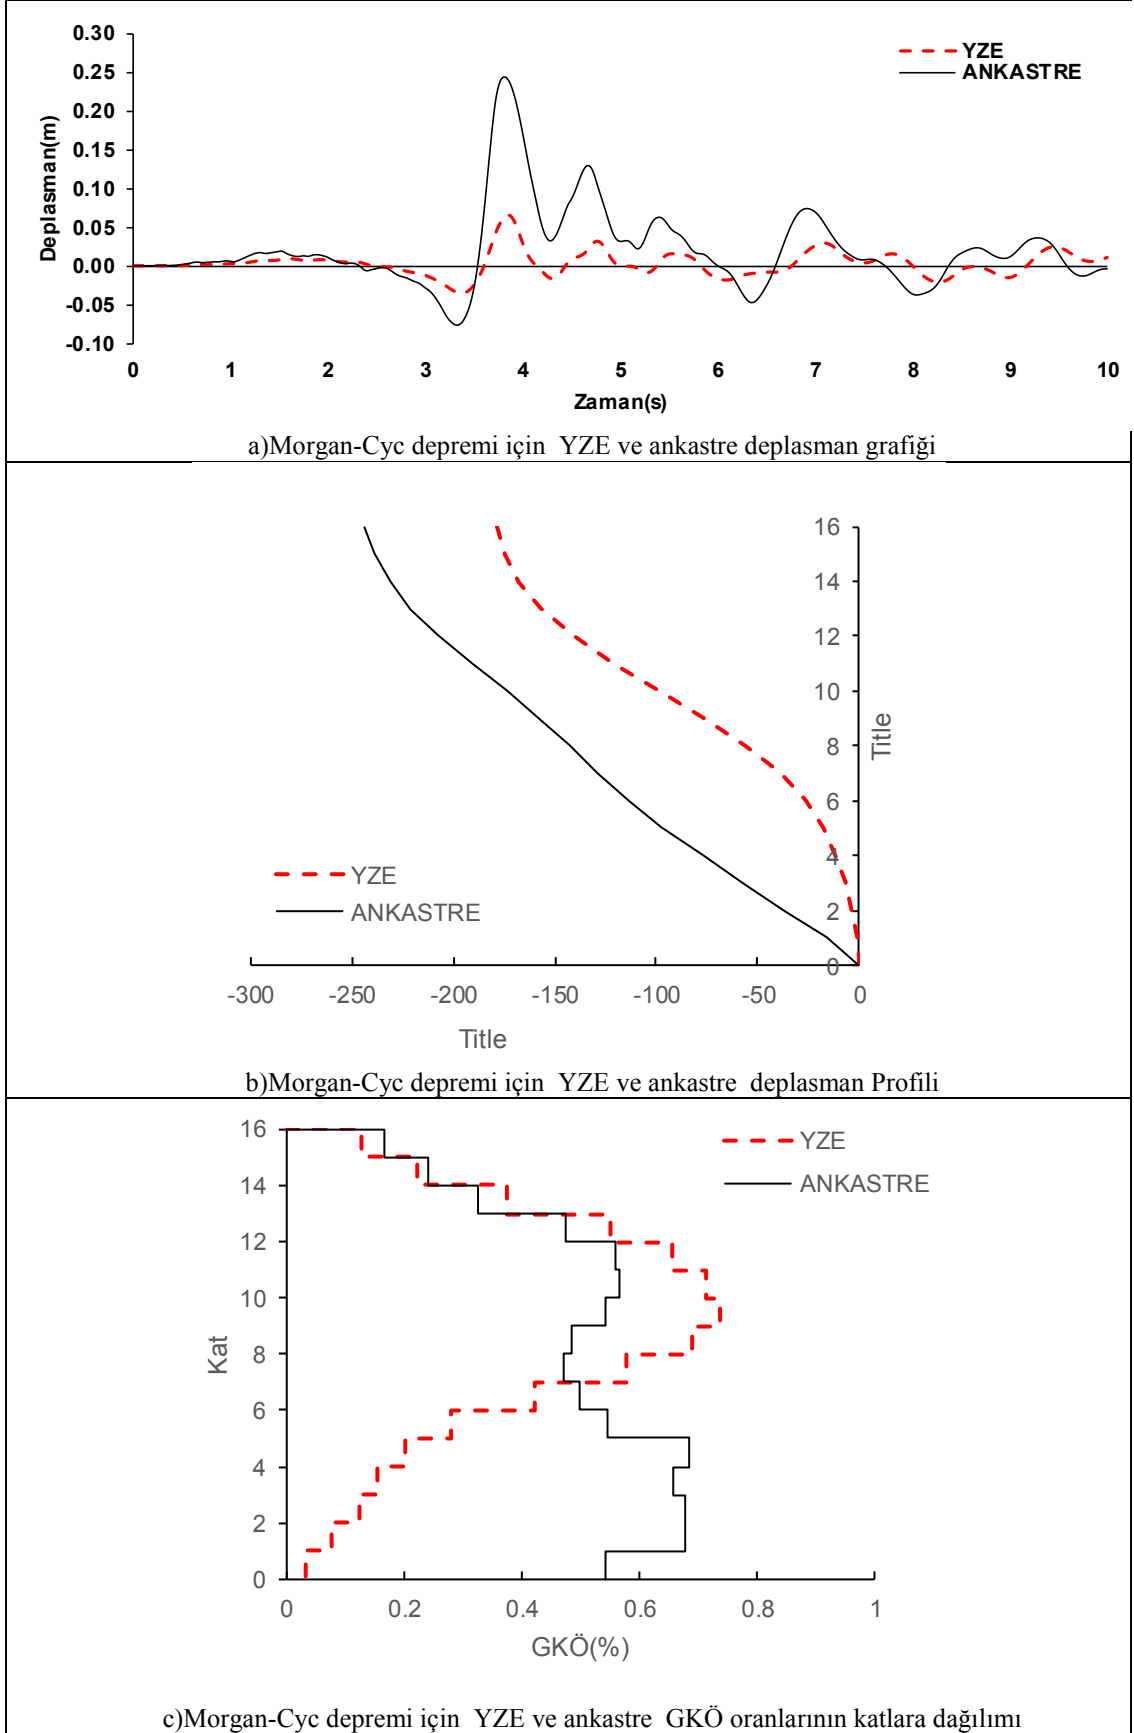 0.30
0.25
0.20
0.15
0.10
0.05
0.00
-0.05
-0.10
Deplasman(m)
YZE
ANKASTRE
0 1 2 3 4 5 6 7 8 9 10
Zaman(s)
a)Morgan-Cyc depremi için YZE ve ankastre deplasman grafiği
16
14
12
10
8
6
4
2
0
Title
YZE
ANKASTRE
-300 -250 -200 -150 -100 -50 0
Title
b)Morgan-Cyc depremi için YZE ve ankastre deplasman Profili
16
14
12
10
8
6
4
2
0
Kat
YZE
ANKASTRE
0 0.2 0.4 0.6 0.8 1
GKÖ(%)
c)Morgan-Cyc depremi için YZE ve ankastre GKÖ oranlarının katlara dağılımı